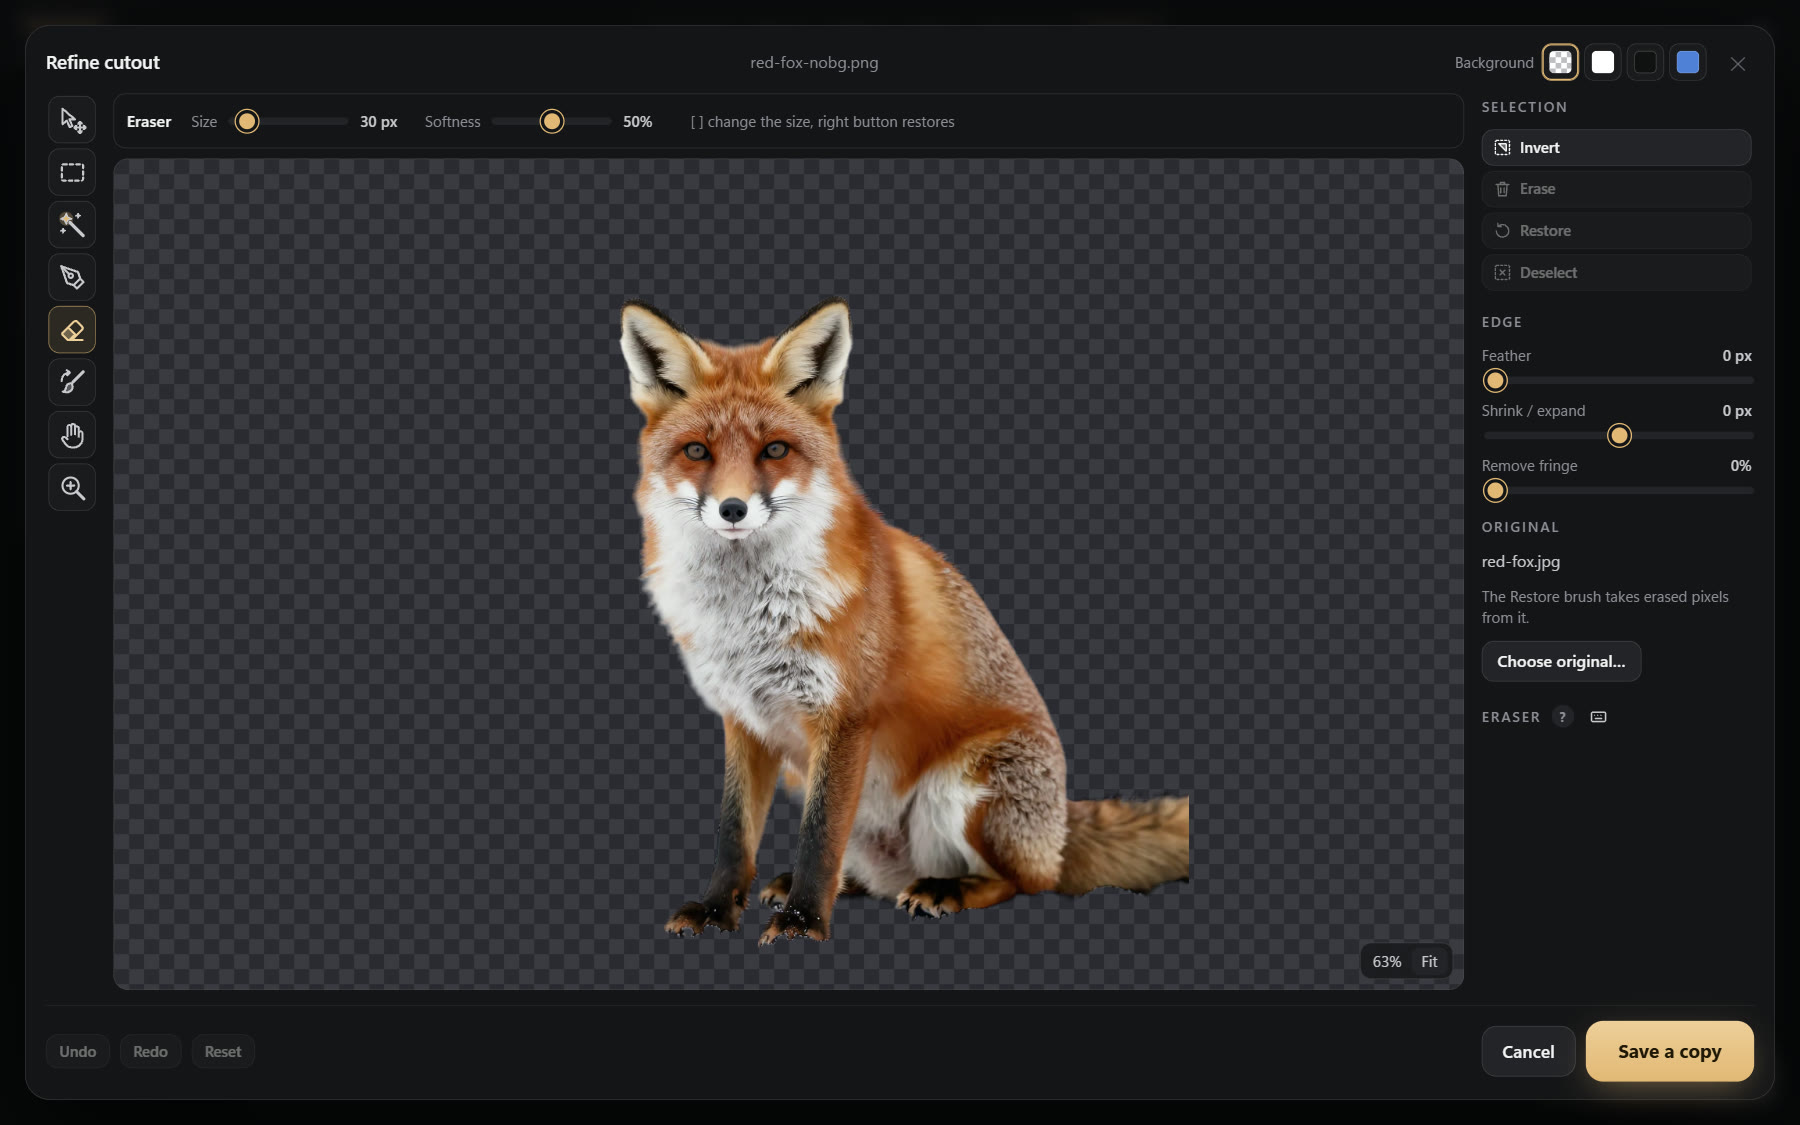 Refine cutout
red-fox-nobg.png
Background
Eraser Size 30 px Softness 50% [ ] change the size, right button restores
SELECTION
Invert
Erase
Restore
Deselect
EDGE
Feather 0 px
Shrink / expand 0 px
Remove fringe 0%
ORIGINAL
red-fox.jpg
The Restore brush takes erased pixels
from it.
Choose original...
ERASER ?
63% Fit
Undo Redo Reset
Cancel Save a copy